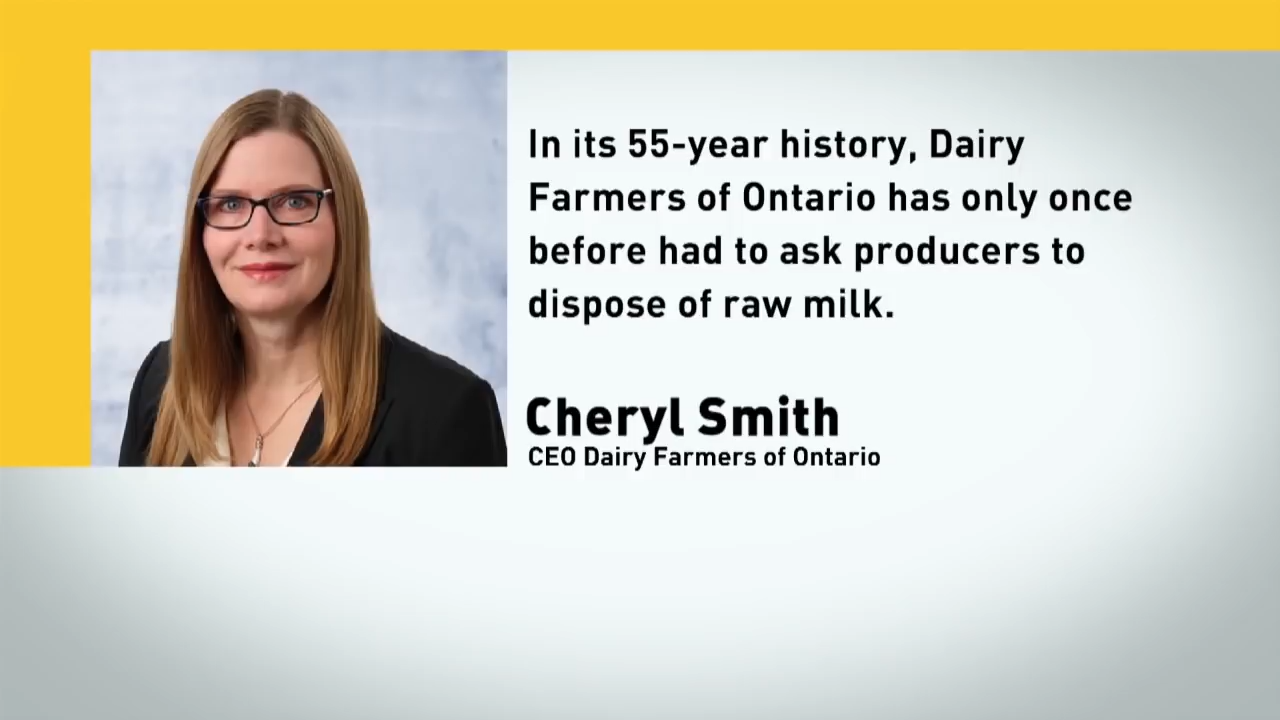 In its 55-year history, Dairy
Farmers of Ontario has only once
before had to ask producers to
dispose of raw milk.
Cheryl Smith
CEO Dairy Farmers of Ontario